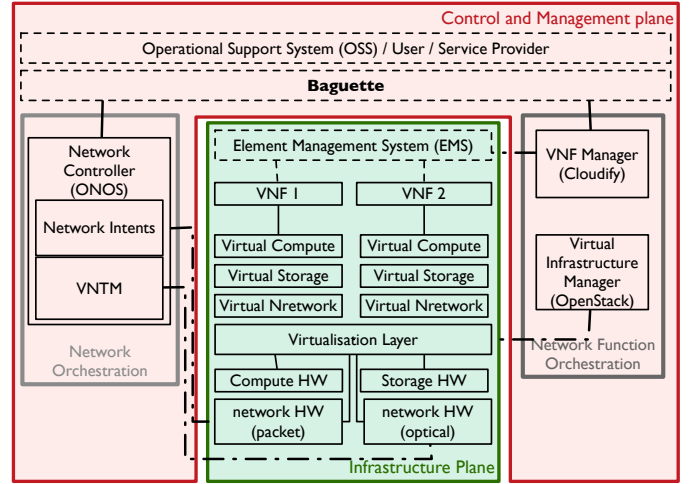 Control and Management plane
Operational Support System (OSS) / User / Service Provider
Baguette
Network
Controller
(ONOS)
Network Intents
VNTM
Network
Orchestration
Element Management System (EMS)
VNF 1
VNF 2
Virtual Compute
Virtual Compute
Virtual Storage
Virtual Storage
Virtual Nretwork
Virtual Nretwork
Virtualisation Layer
Compute HW
Storage HW
network HW
(packet)
network HW
(optical)
Infrastructure Plane
VNF Manager
(Cloudify)
Virtual
Infrastructure
Manager
(OpenStack)
Network Function
Orchestration